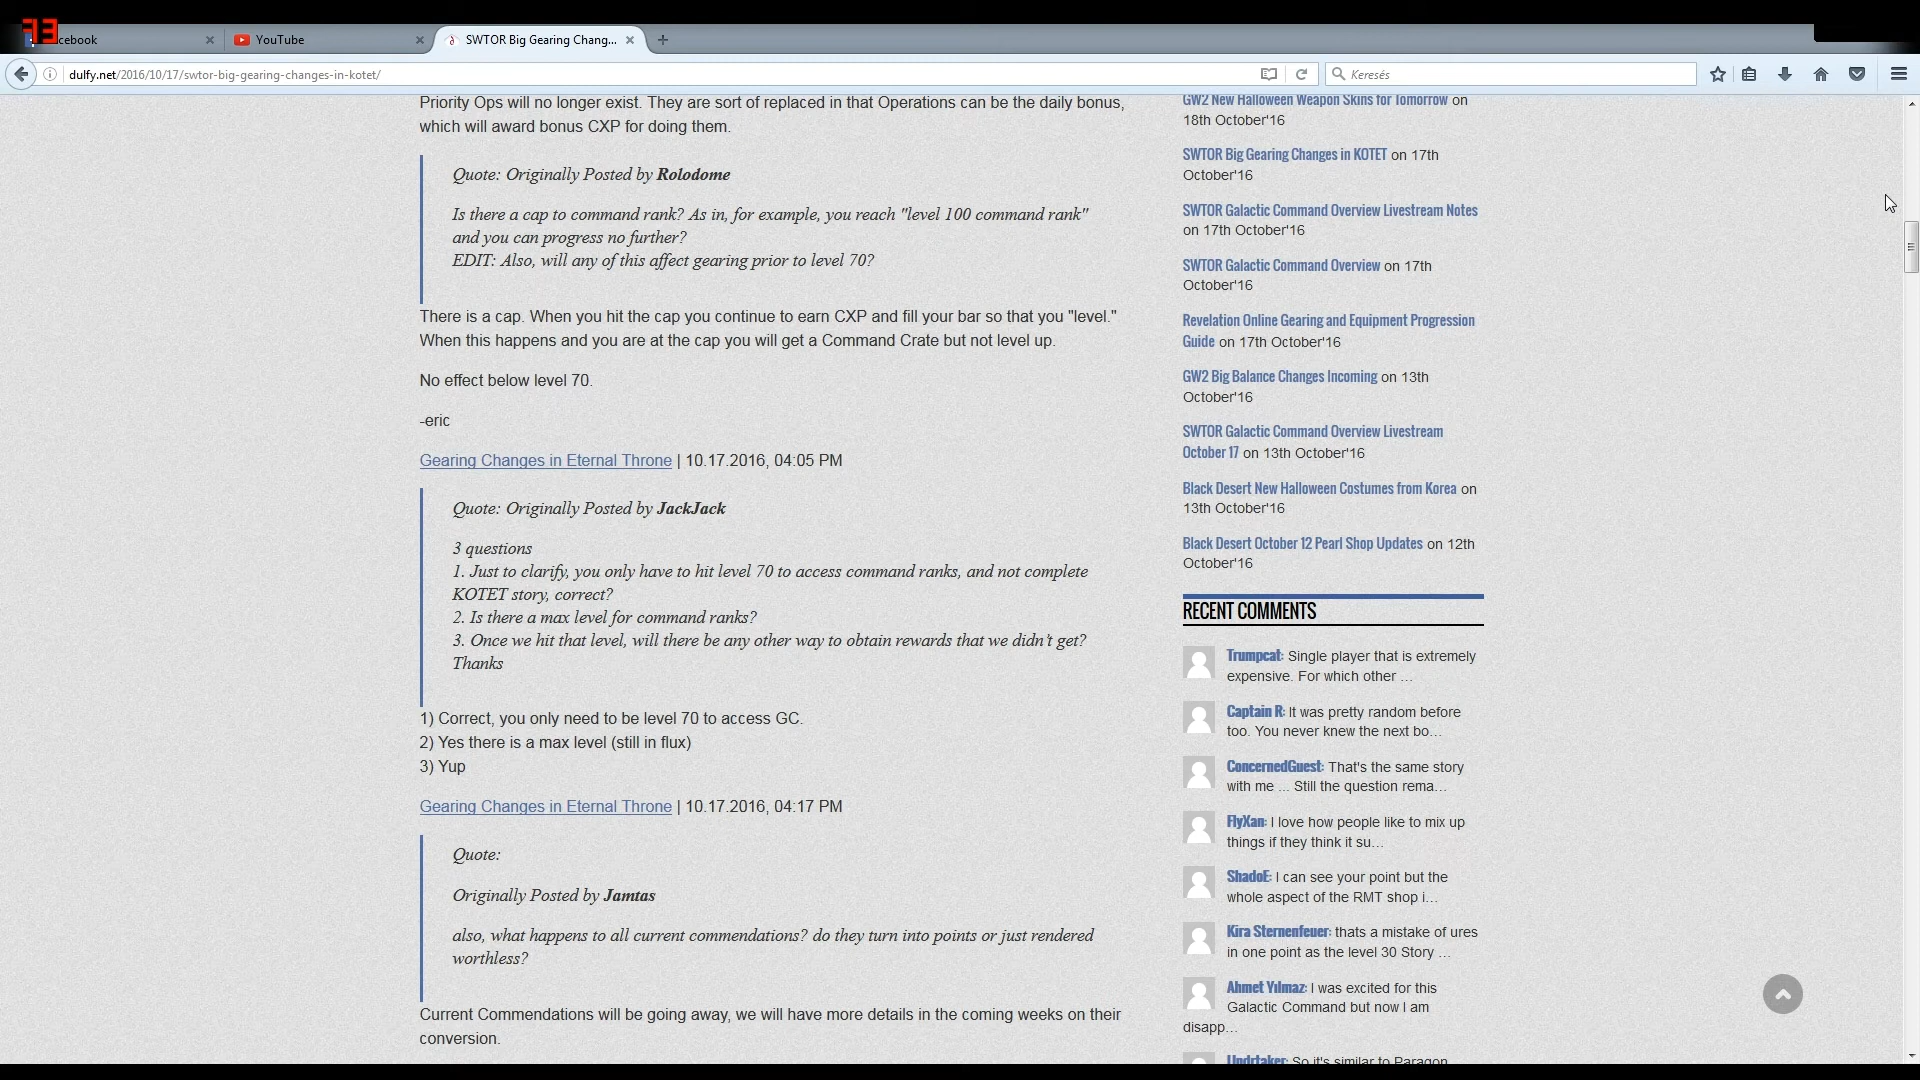 73
cebook
YouTube
SWTOR Big Gearing Chang...
dulfy.net/2016/10/17/swtor-big-gearing-changes-in-kotet/
Keresés
Priority Ops will no longer exist. They are sort of replaced in that Operations can be the daily bonus,
which will award bonus CXP for doing them.
Quote: Originally Posted by Rolodome
Is there a cap to command rank? As in, for example, you reach "level 100 command rank"
and you can progress no further?
EDIT: Also, will any of this affect gearing prior to level 70?
There is a cap. When you hit the cap you continue to earn CXP and fill your bar so that you "level."
When this happens and you are at the cap you will get a Command Crate but not level up.
No effect below level 70.
-eric
Gearing Changes in Eternal Throne | 10.17.2016, 04:05 PM
Quote: Originally Posted by JackJack
3 questions
1. Just to clarify, you only have to hit level 70 to access command ranks, and not complete
KOTET story, correct?
2. Is there a max level for command ranks?
3. Once we hit that level, will there be any other way to obtain rewards that we didn't get?
Thanks
1) Correct, you only need to be level 70 to access GC.
2) Yes there is a max level (still in flux)
3) Yup
Gearing Changes in Eternal Throne | 10.17.2016, 04:17 PM
Quote:
Originally Posted by Jamtas
also, what happens to all current commendations? do they turn into points or just rendered
worthless?
Current Commendations will be going away, we will have more details in the coming weeks on their
conversion.
GW2 New Halloween Weapon Skins for Tomorrow on
18th October'16
SWTOR Big Gearing Changes in KOTET on 17th
October'16
SWTOR Galactic Command Overview Livestream Notes
on 17th October'16
SWTOR Galactic Command Overview on 17th
October'16
Revelation Online Gearing and Equipment Progression
Guide on 17th October'16
GW2 Big Balance Changes Incoming on 13th
October'16
SWTOR Galactic Command Overview Livestream
October 17 on 13th October'16
Black Desert New Halloween Costumes from Korea on
13th October'16
Black Desert October 12 Pearl Shop Updates on 12th
October'16
RECENT COMMENTS
Trumpcat: Single player that is extremely
expensive. For which other ...
Captain R: It was pretty random before
too. You never knew the next bo...
ConcernedGuest: That's the same story
with me ... Still the question rema...
FlyXan: I love how people like to mix up
things if they think it su...
ShadoE: I can see your point but the
whole aspect of the RMT shop i...
Kira Sternenfeuer: thats a mistake of ures
in one point as the level 30 Story ...
Ahmet Yılmaz: I was excited for this
Galactic Command but now I am
disapp...
Undrtaker: So it's similar to Paragon